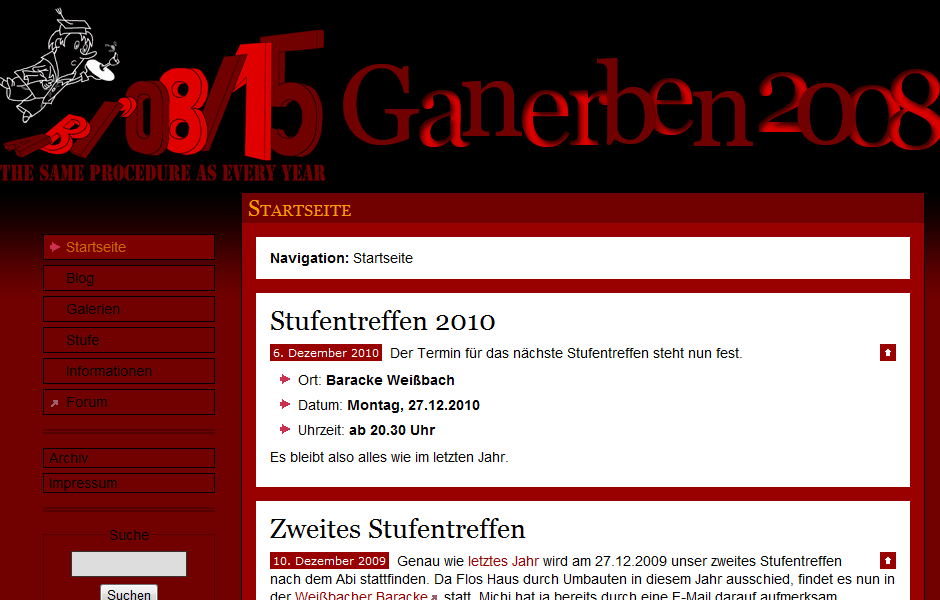 '08/15
THE SAME PROCEDURE AS EVERY YEAR
Ganerben 2008
STARTSEITE
Startseite
Blog
Galerien
Stufe
Informationen
Forum
Archiv
Impressum
Suche
Suchen
Navigation: Startseite
Stufentreffen 2010
6. Dezember 2010 Der Termin für das nächste Stufentreffen steht nun fest.
Ort: Baracke Weißbach
Datum: Montag, 27.12.2010
Uhrzeit: ab 20.30 Uhr
Es bleibt also alles wie im letzten Jahr.
Zweites Stufentreffen
10. Dezember 2009 Genau wie letztes Jahr wird am 27.12.2009 unser zweites Stufentreffen
nach dem Abi stattfinden. Da Flos Haus durch Umbauten in diesem Jahr ausschied, findet es nun in
der Weißbacher Baracke statt. Michi hat ja bereits durch eine E-Mail darauf aufmerksam